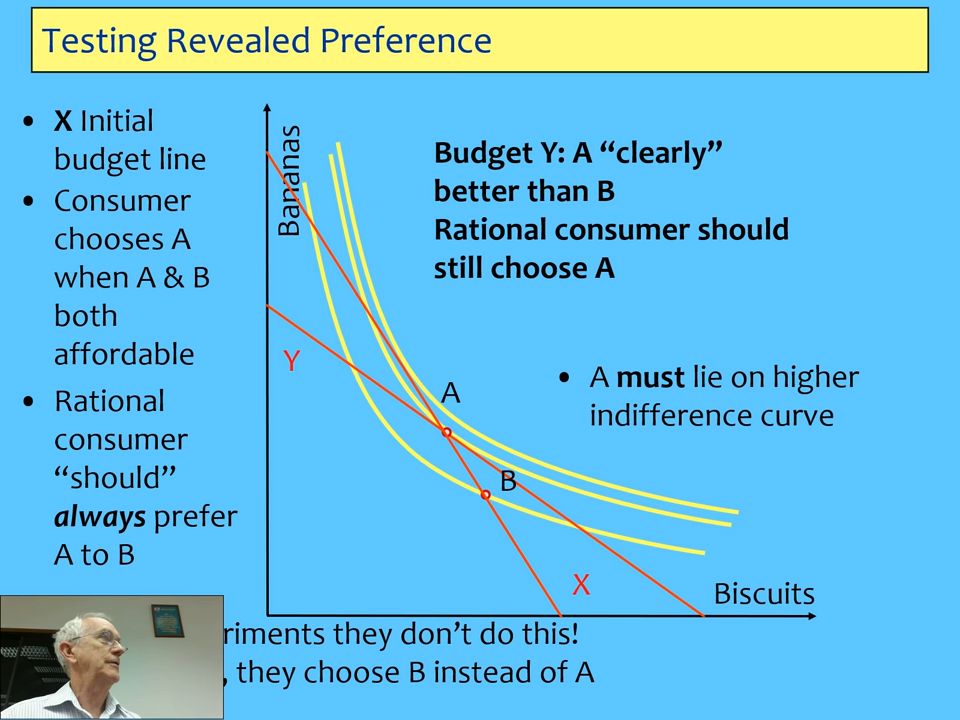 Testing Revealed Preference
• X Initial
budget line
• Consumer
chooses A
when A & B
both
affordable
• Rational
consumer
“should”
always prefer
A to B
Bananas
Budget Y: A “clearly”
better than B
Rational consumer should
still choose A
Y
A
• A must lie on higher
indifference curve
B
X
Biscuits
they don’t do this!
, they choose B instead of A